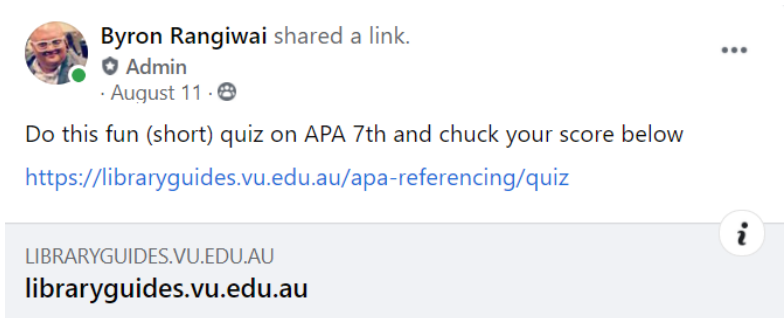 Byron Rangiwai shared a link.
Admin
· August 11 ·
Do this fun (short) quiz on APA 7th and chuck your score below
https://libraryguides.vu.edu.au/apa-referencing/quiz
LIBRARYGUIDES.VU.EDU.AU
libraryguides.vu.edu.au